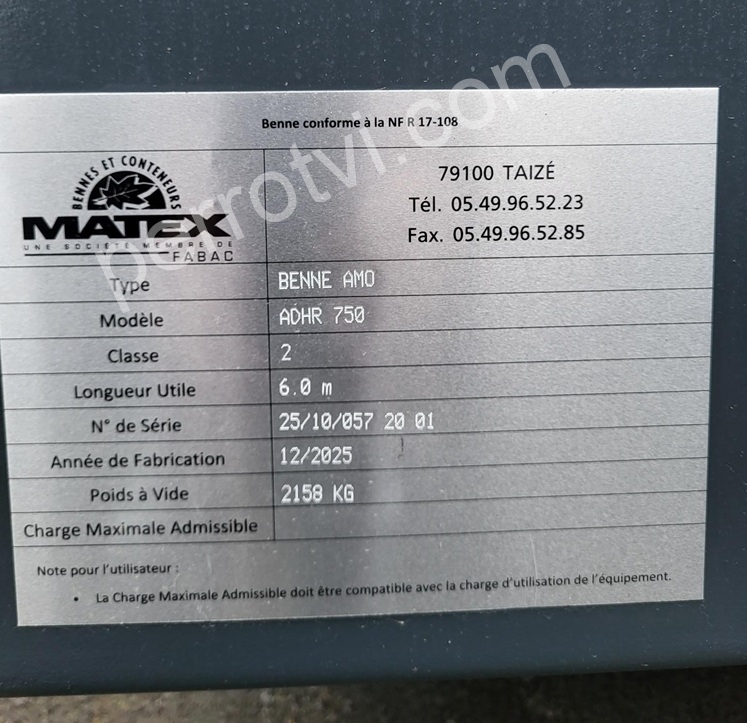 Benne conforme à la NF R 17-108
BENNES ET CONTENEURS
MATEX
UNE SOCIÉTÉ MEMBRE DE
FABAC
79100 TAIZÉ
Tél. 05.49.96.52.23
Fax. 05.49.96.52.85
Type BENNE AMO
Modèle ADHR 750
Classe 2
Longueur Utile 6.0 m
N° de Série 25/10/057 20 01
Année de Fabrication 12/2025
Poids à Vide 2158 KG
Charge Maximale Admissible
Note pour l'utilisateur :
• La Charge Maximale Admissible doit être compatible avec la charge d'utilisation de l'équipement.
perrotvi.com